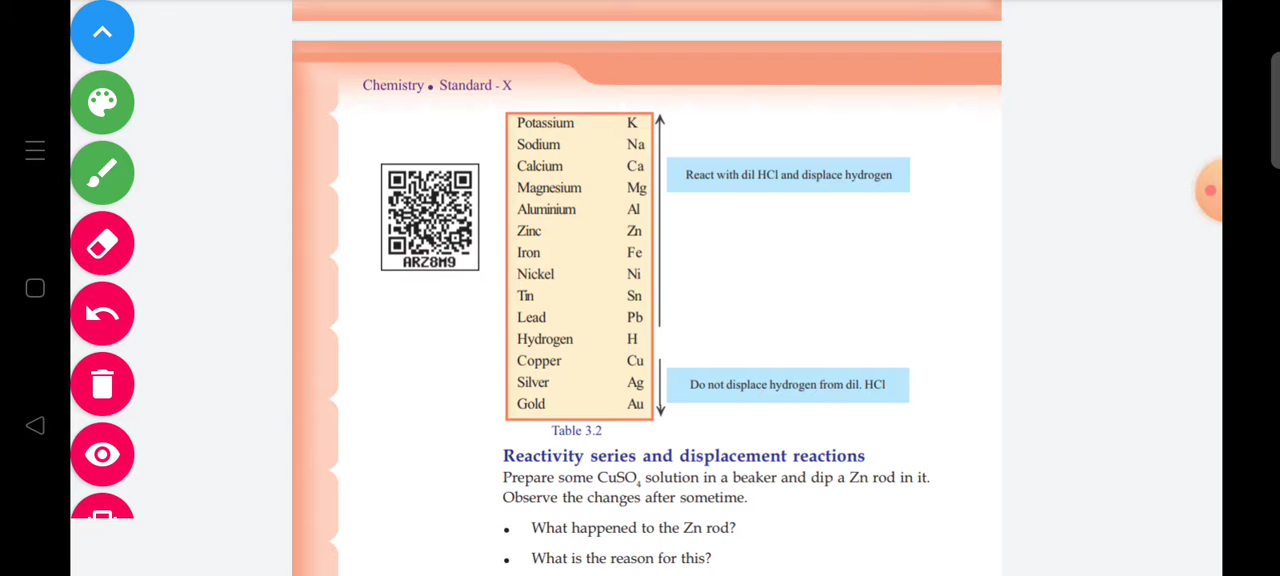 Chemistry • Standard - X
Potassium K
Sodium Na
Calcium Ca
Magnesium Mg
Aluminium Al
Zinc Zn
Iron Fe
Nickel Ni
Tin Sn
Lead Pb
Hydrogen H
Copper Cu
Silver Ag
Gold Au
React with dil HCl and displace hydrogen
Do not displace hydrogen from dil. HCl
ARZ8M9
Table 3.2
Reactivity series and displacement reactions
Prepare some CuSO₄ solution in a beaker and dip a Zn rod in it.
Observe the changes after sometime.
• What happened to the Zn rod?
• What is the reason for this?